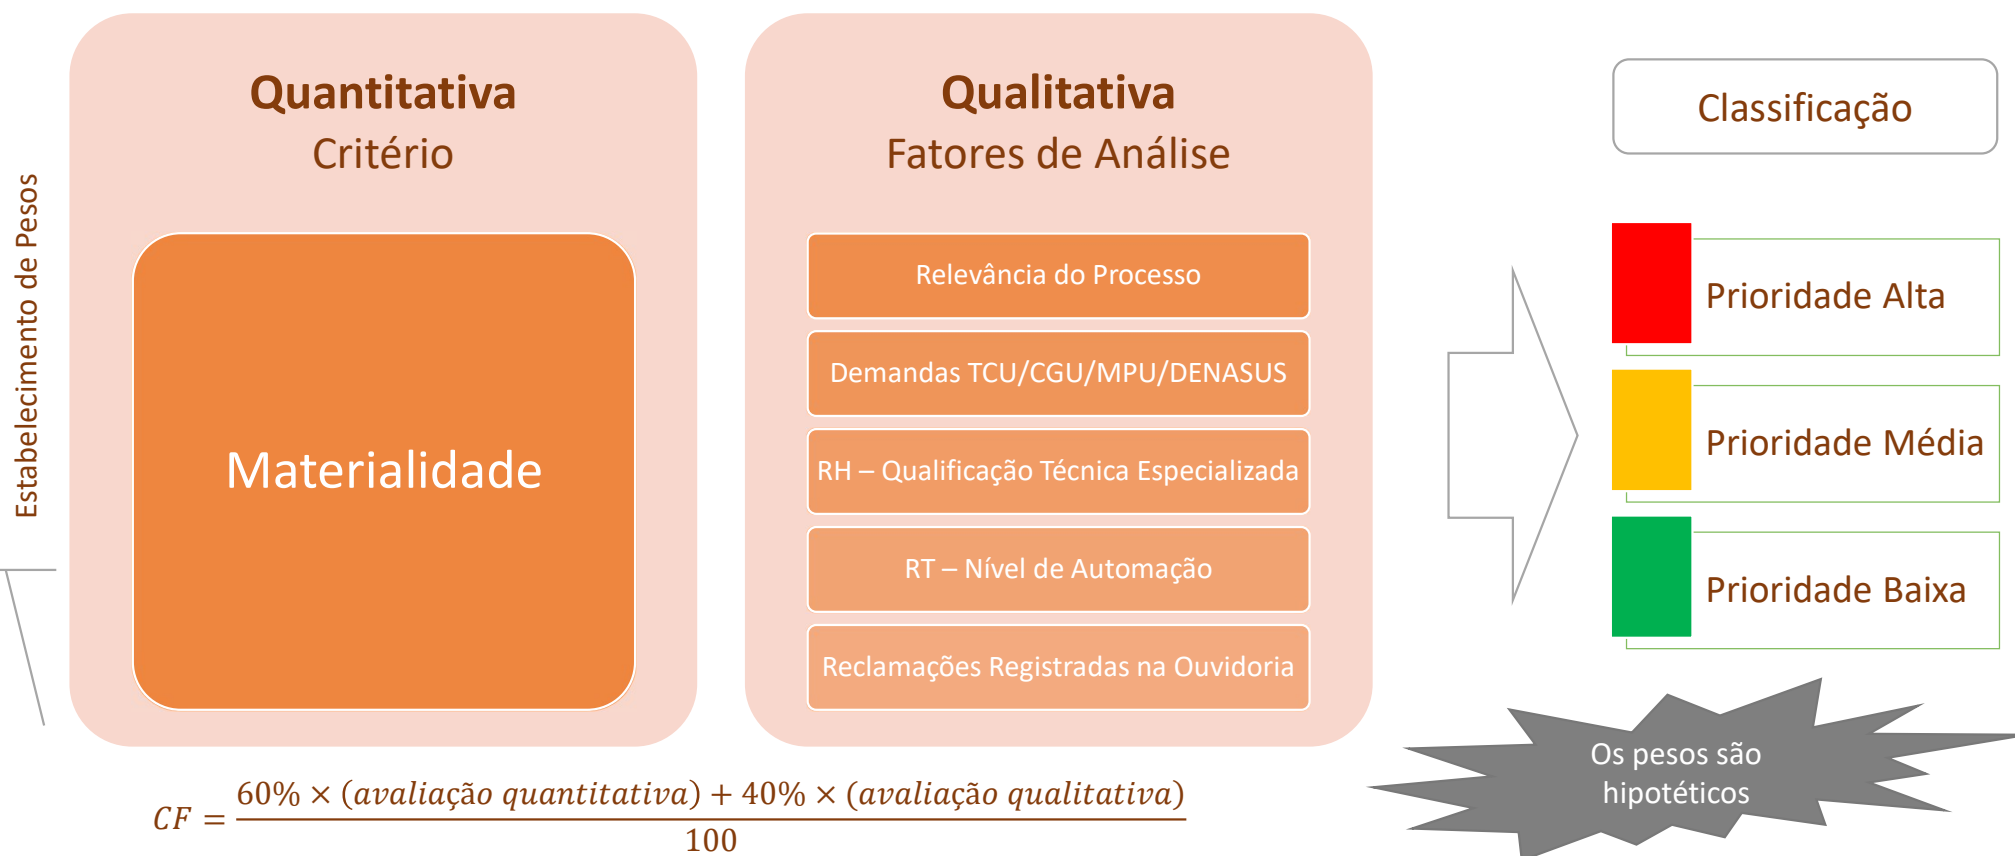 Estabelecimento de Pesos
Quantitativa
Critério
Materialidade
Qualitativa
Fatores de Análise
Relevância do Processo
Demandas TCU/CGU/MPU/DENASUS
RH – Qualificação Técnica Especializada
RT – Nível de Automação
Reclamações Registradas na Ouvidoria
Classificação
Prioridade Alta
Prioridade Média
Prioridade Baixa
Os pesos são
hipotéticos
CF = 60% × (avaliação quantitativa) + 40% × (avaliação qualitativa)
100